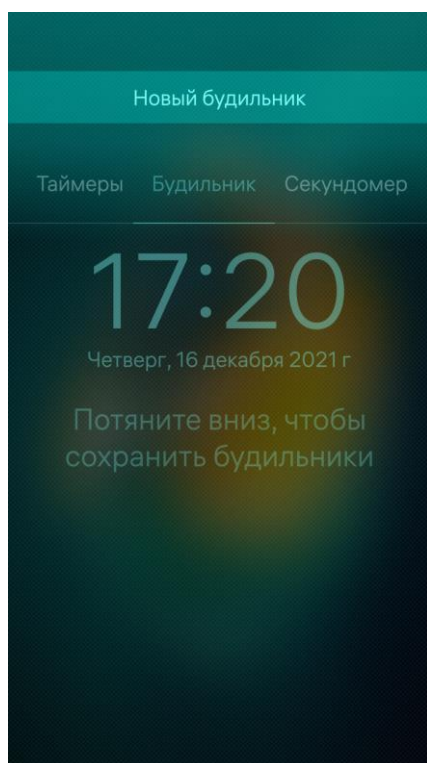 Новый будильник
Таймеры Будильник Секундомер
17:20
Четверг, 16 декабря 2021 г
Потяните вниз, чтобы
сохранить будильники